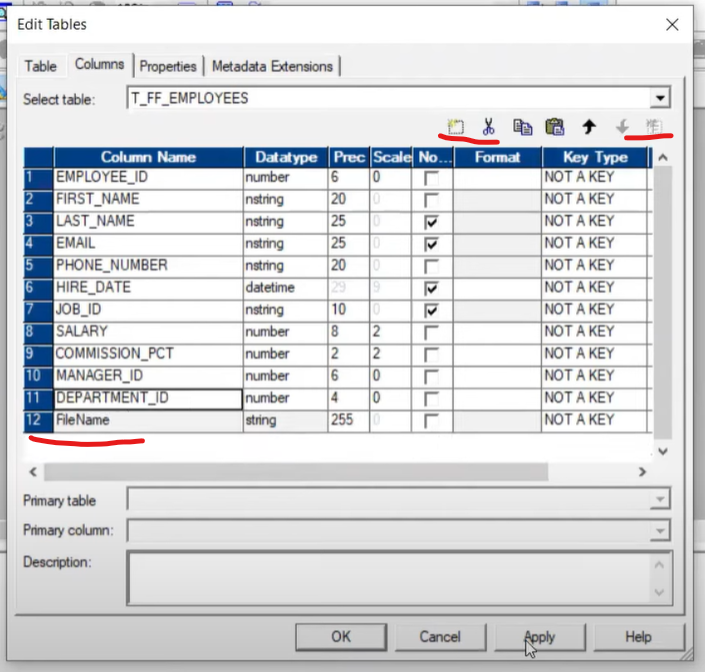 Edit Tables
Table Columns Properties Metadata Extensions
Select table: T_FF_EMPLOYEES
Column Name Datatype Prec Scale No... Format Key Type
1 EMPLOYEE_ID number 6 0 NOT A KEY
2 FIRST_NAME nstring 20 0 NOT A KEY
3 LAST_NAME nstring 25 0 NOT A KEY
4 EMAIL nstring 25 0 NOT A KEY
5 PHONE_NUMBER nstring 20 0 NOT A KEY
6 HIRE_DATE datetime 29 9 NOT A KEY
7 JOB_ID nstring 10 0 NOT A KEY
8 SALARY number 8 2 NOT A KEY
9 COMMISSION_PCT number 2 2 NOT A KEY
10 MANAGER_ID number 6 0 NOT A KEY
11 DEPARTMENT_ID number 4 0 NOT A KEY
12 FileName string 255 0 NOT A KEY
Primary table
Primary column:
Description:
OK Cancel Apply Help